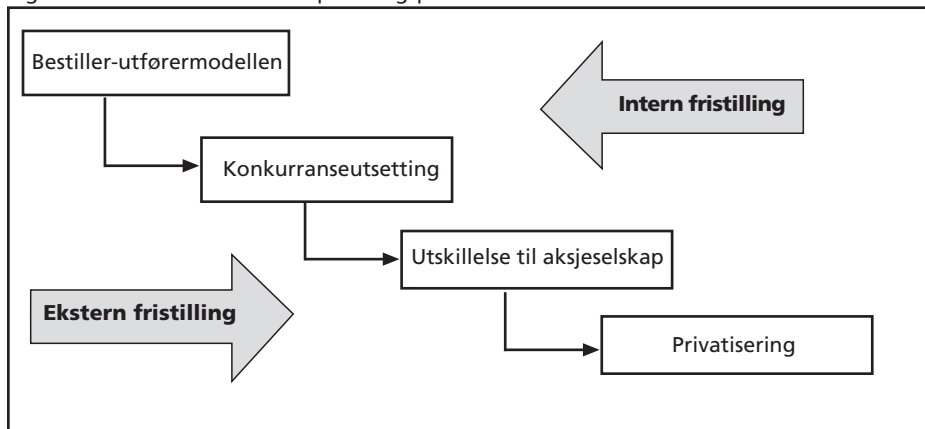 Bestiller-utførermodellen
Intern fristilling
Konkurranseutsetting
Utskillelse til aksjeselskap
Ekstern fristilling
Privatisering